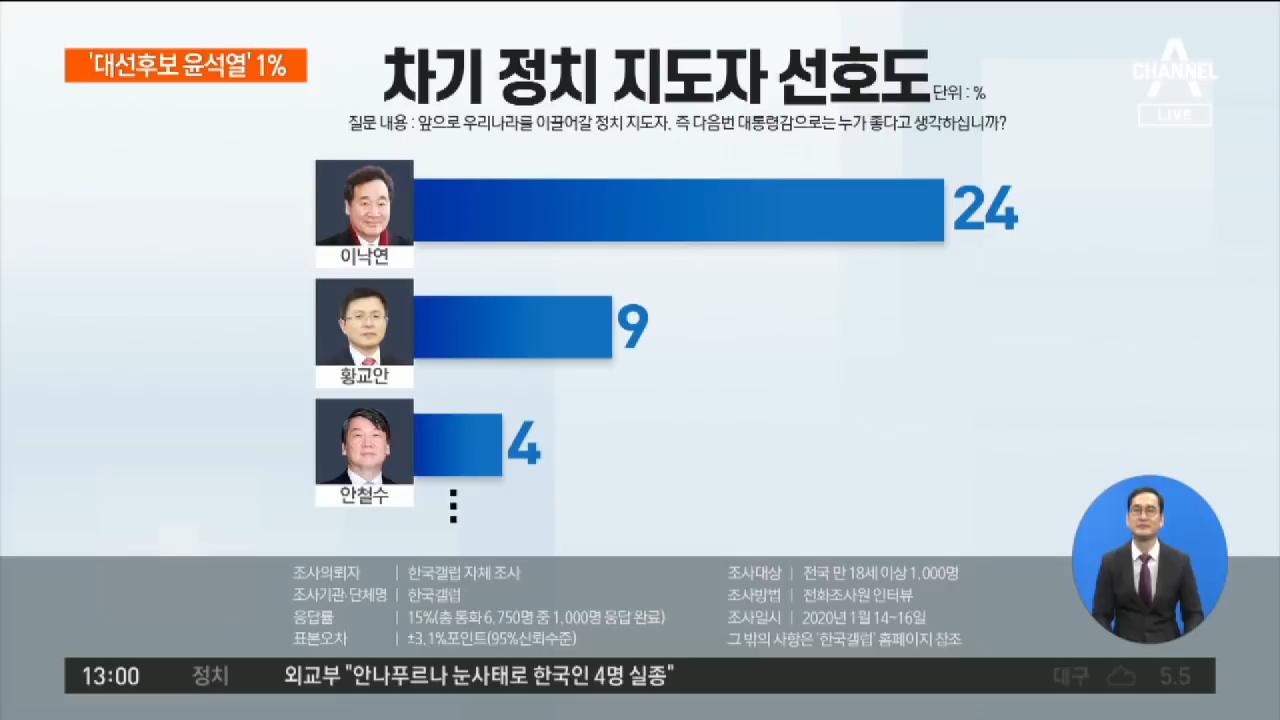 '대선후보 윤석열' 1%
차기 정치 지도자 선호도
단위 : %
CHANNEL A
LIVE
질문 내용 : 앞으로 우리나라를 이끌어갈 정치 지도자, 즉 다음번 대통령감으로는 누가 좋다고 생각하십니까?
24
이낙연
9
황교안
4
안철수
조사의뢰자 | 한국갤럽 자체 조사
조사기관·단체명 | 한국갤럽
응답률 | 15%(총 통화 6,750명 중 1,000명 응답 완료)
표본오차 | ±3.1%포인트(95%신뢰수준)
조사대상 | 전국 만 18세 이상 1,000명
조사방법 | 전화조사원 인터뷰
조사일시 | 2020년 1월 14~16일
그 밖의 사항은 '한국갤럽' 홈페이지 참조
13:00 정치 외교부 "안나푸르나 눈사태로 한국인 4명 실종" 대구 5.5